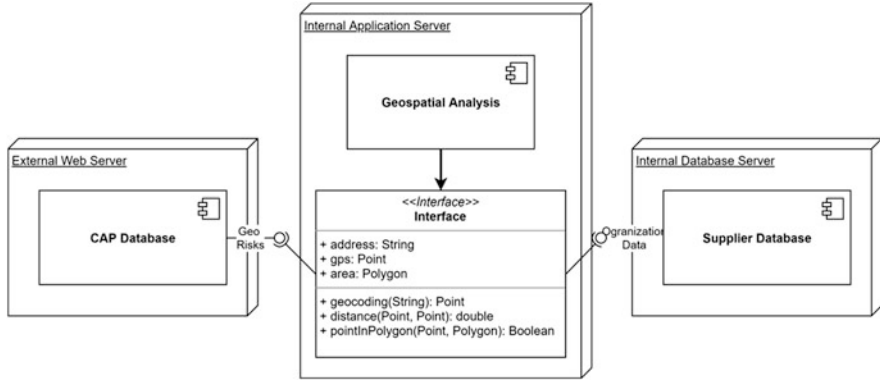 Internal Application Server
Geospatial Analysis
External Web Server
CAP Database
Geo
Risks
<<Interface>>
Interface
+ address: String
+ gps: Point
+ area: Polygon
+ geocoding(String): Point
+ distance(Point, Point): double
+ pointInPolygon(Point, Polygon): Boolean
Internal Database Server
Ogranization
Data
Supplier Database